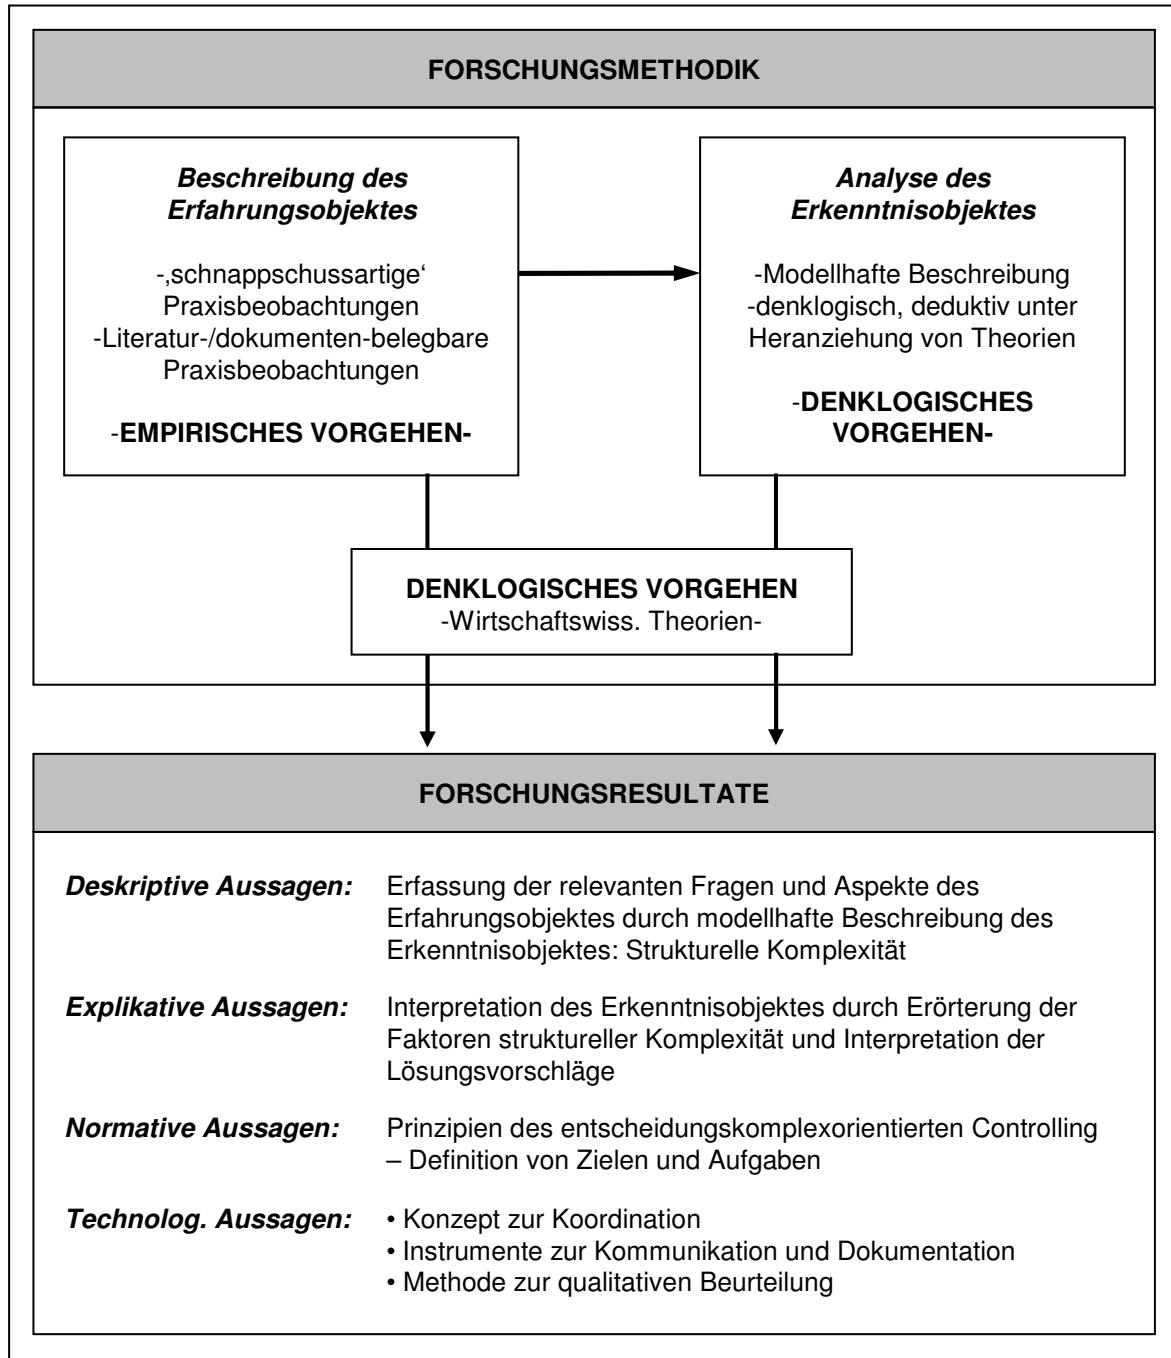 FORSCHUNGSMETHODIK
Beschreibung des
Erfahrungsobjektes
-‚schnappschussartige‘
Praxisbeobachtungen
-Literatur-/dokumenten-belegbare
Praxisbeobachtungen
-EMPIRISCHES VORGEHEN-
Analyse des
Erkenntnisobjektes
-Modellhafte Beschreibung
-denklogisch, deduktiv unter
Heranziehung von Theorien
-DENKLOGISCHES
VORGEHEN-
DENKLOGISCHES VORGEHEN
-Wirtschaftswiss. Theorien-
FORSCHUNGSRESULTATE
Deskriptive Aussagen: Erfassung der relevanten Fragen und Aspekte des
Erfahrungsobjektes durch modellhafte Beschreibung des
Erkenntnisobjektes: Strukturelle Komplexität
Explikative Aussagen: Interpretation des Erkenntnisobjektes durch Erörterung der
Faktoren struktureller Komplexität und Interpretation der
Lösungsvorschläge
Normative Aussagen: Prinzipien des entscheidungskomplexorientierten Controlling
– Definition von Zielen und Aufgaben
Technolog. Aussagen: • Konzept zur Koordination
• Instrumente zur Kommunikation und Dokumentation
• Methode zur qualitativen Beurteilung